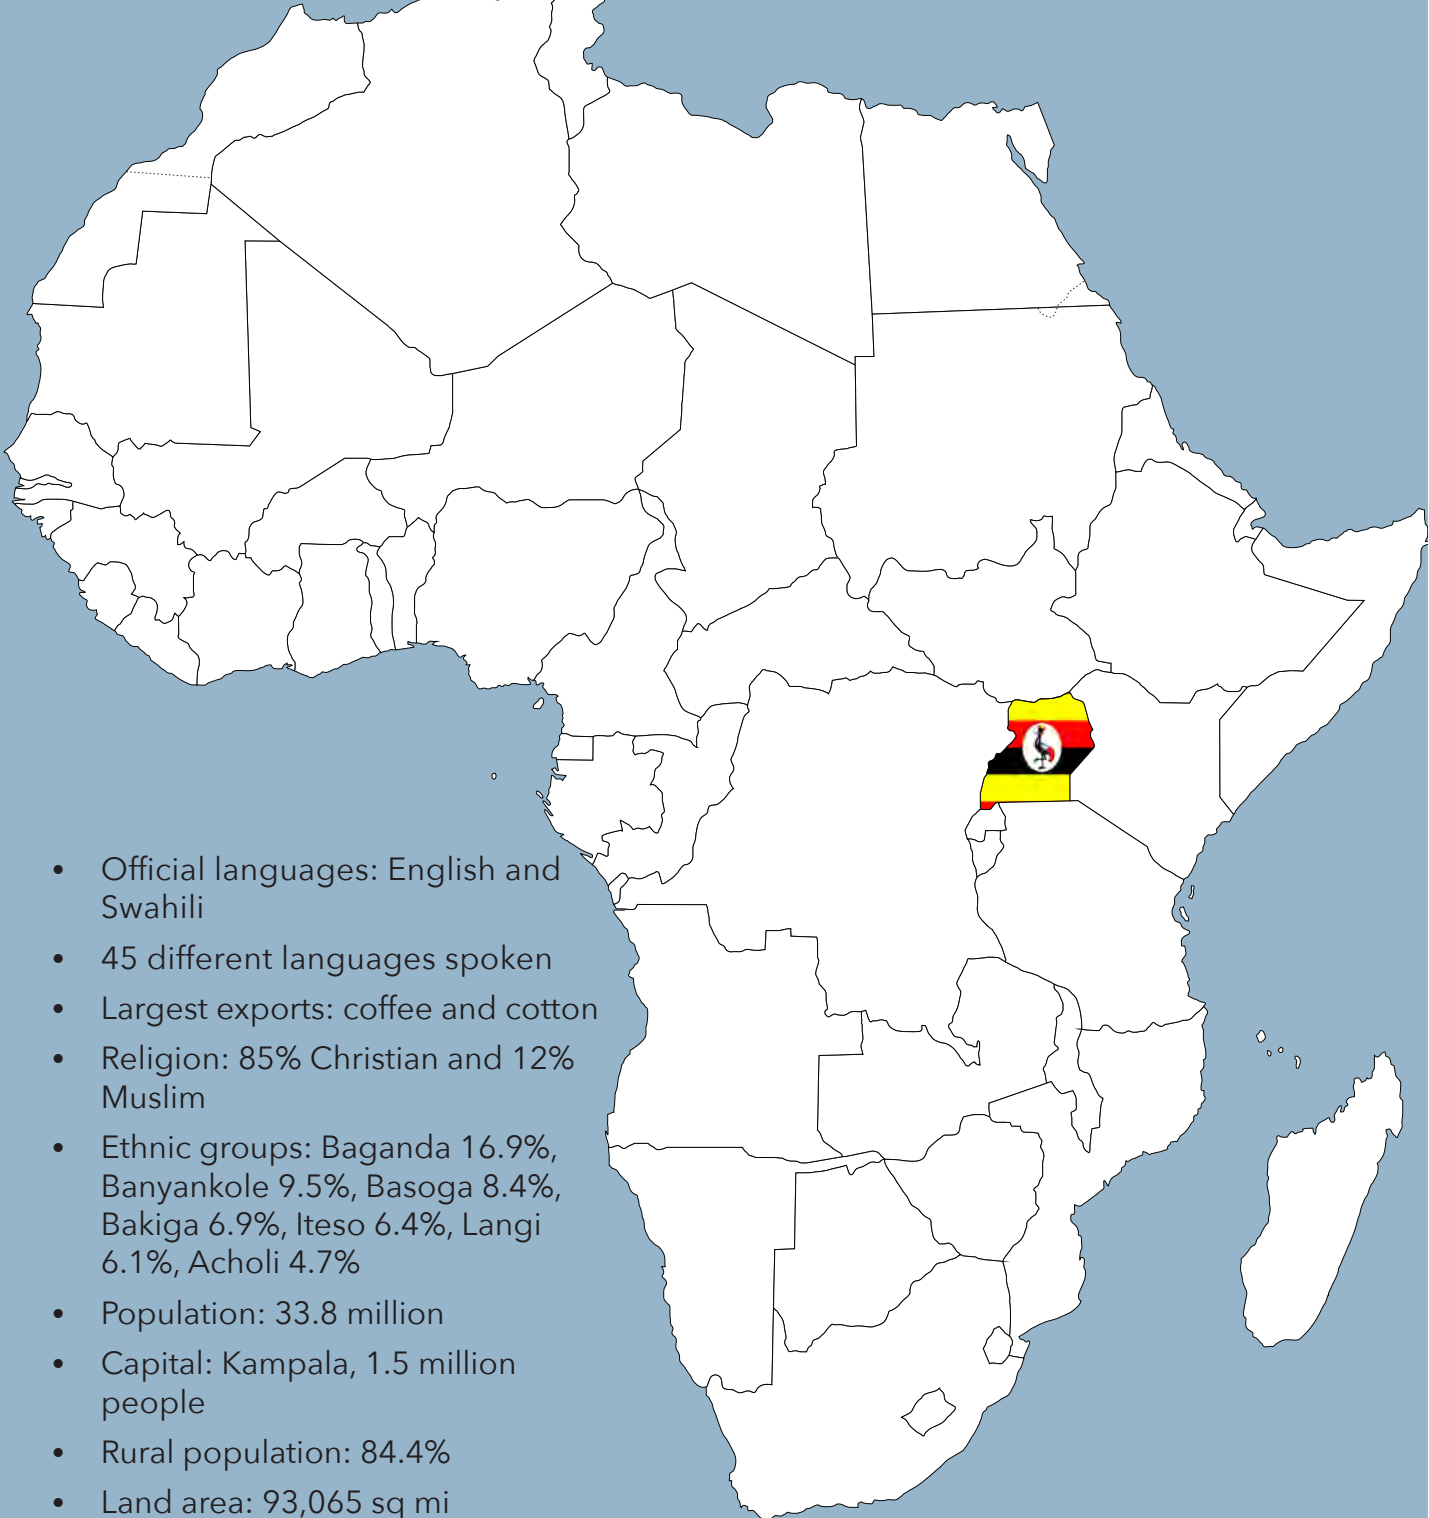 • Official languages: English and
Swahili
• 45 different languages spoken
• Largest exports: coffee and cotton
• Religion: 85% Christian and 12%
Muslim
• Ethnic groups: Baganda 16.9%,
Banyankole 9.5%, Basoga 8.4%,
Bakiga 6.9%, Iteso 6.4%, Langi
6.1%, Acholi 4.7%
• Population: 33.8 million
• Capital: Kampala, 1.5 million
people
• Rural population: 84.4%
• Land area: 93,065 sq mi